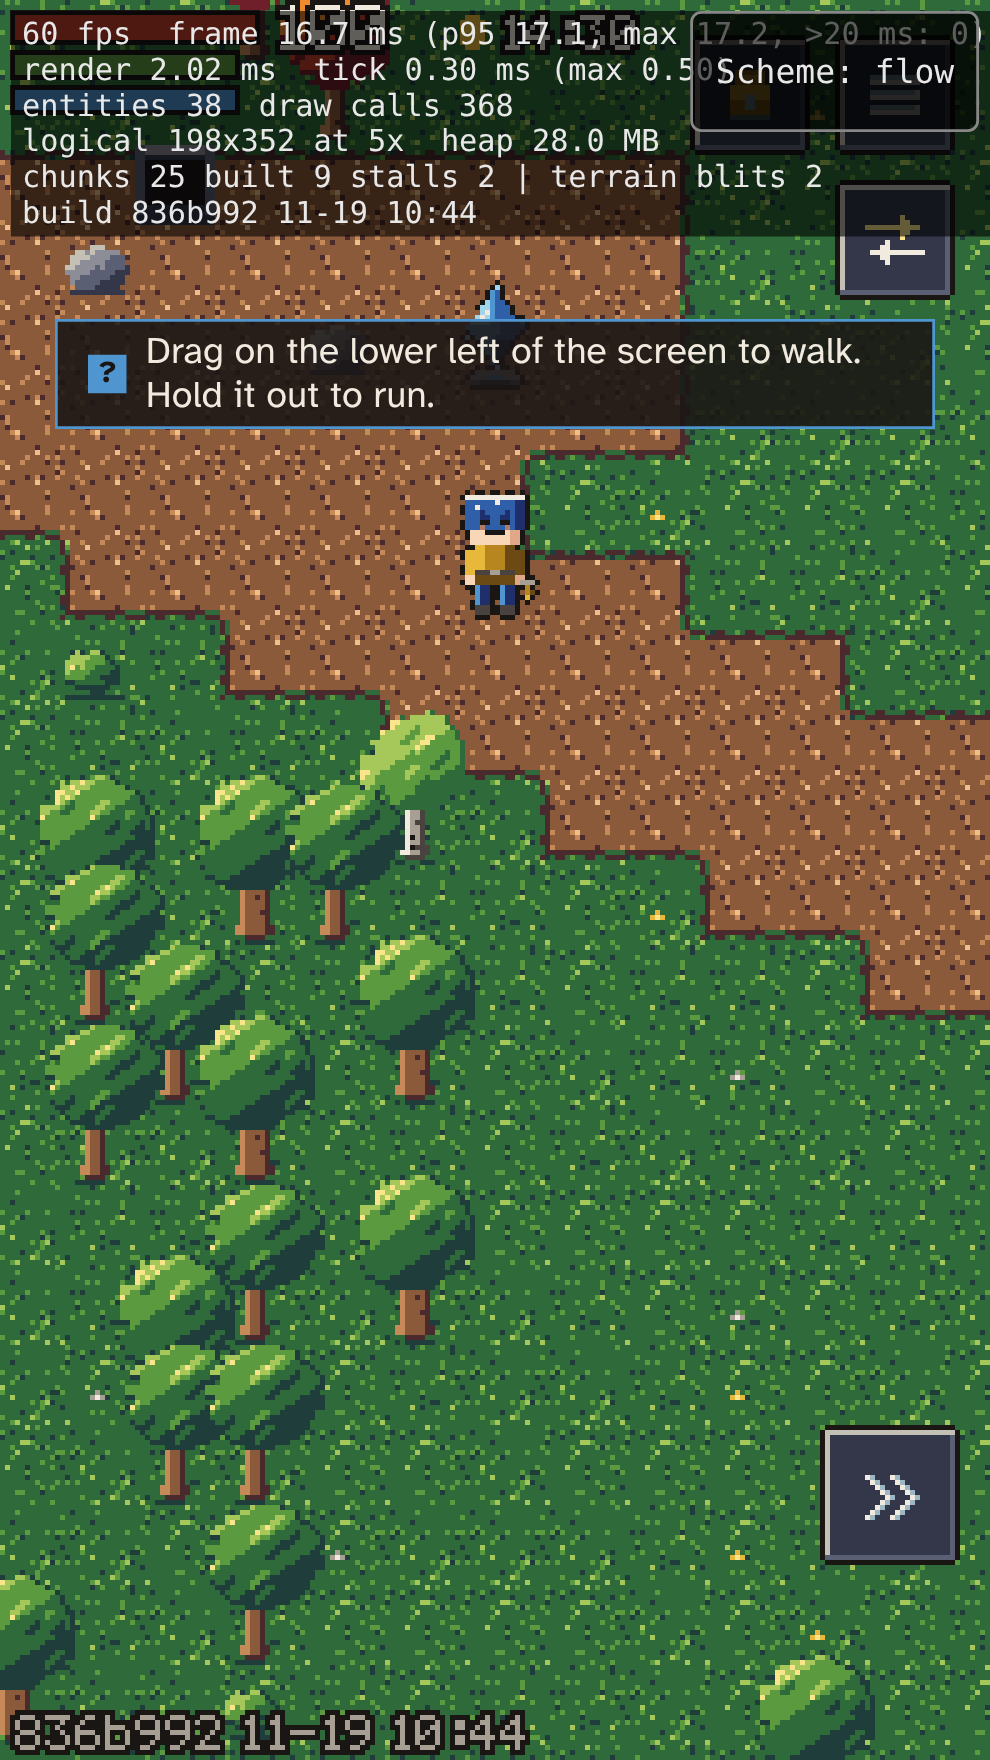 60 fps  frame 16.7 ms (p95 17.1, max 17.2, >20 ms: 0)
render 2.02 ms  tick 0.30 ms (max 0.50)
Scheme: flow
entities 38  draw calls 368
logical 198x352 at 5x  heap 28.0 MB
chunks 25 built 9 stalls 2 | terrain blits 2
build 836b992 11-19 10:44
? Drag on the lower left of the screen to walk.
Hold it out to run.
836b992 11-19 10:44